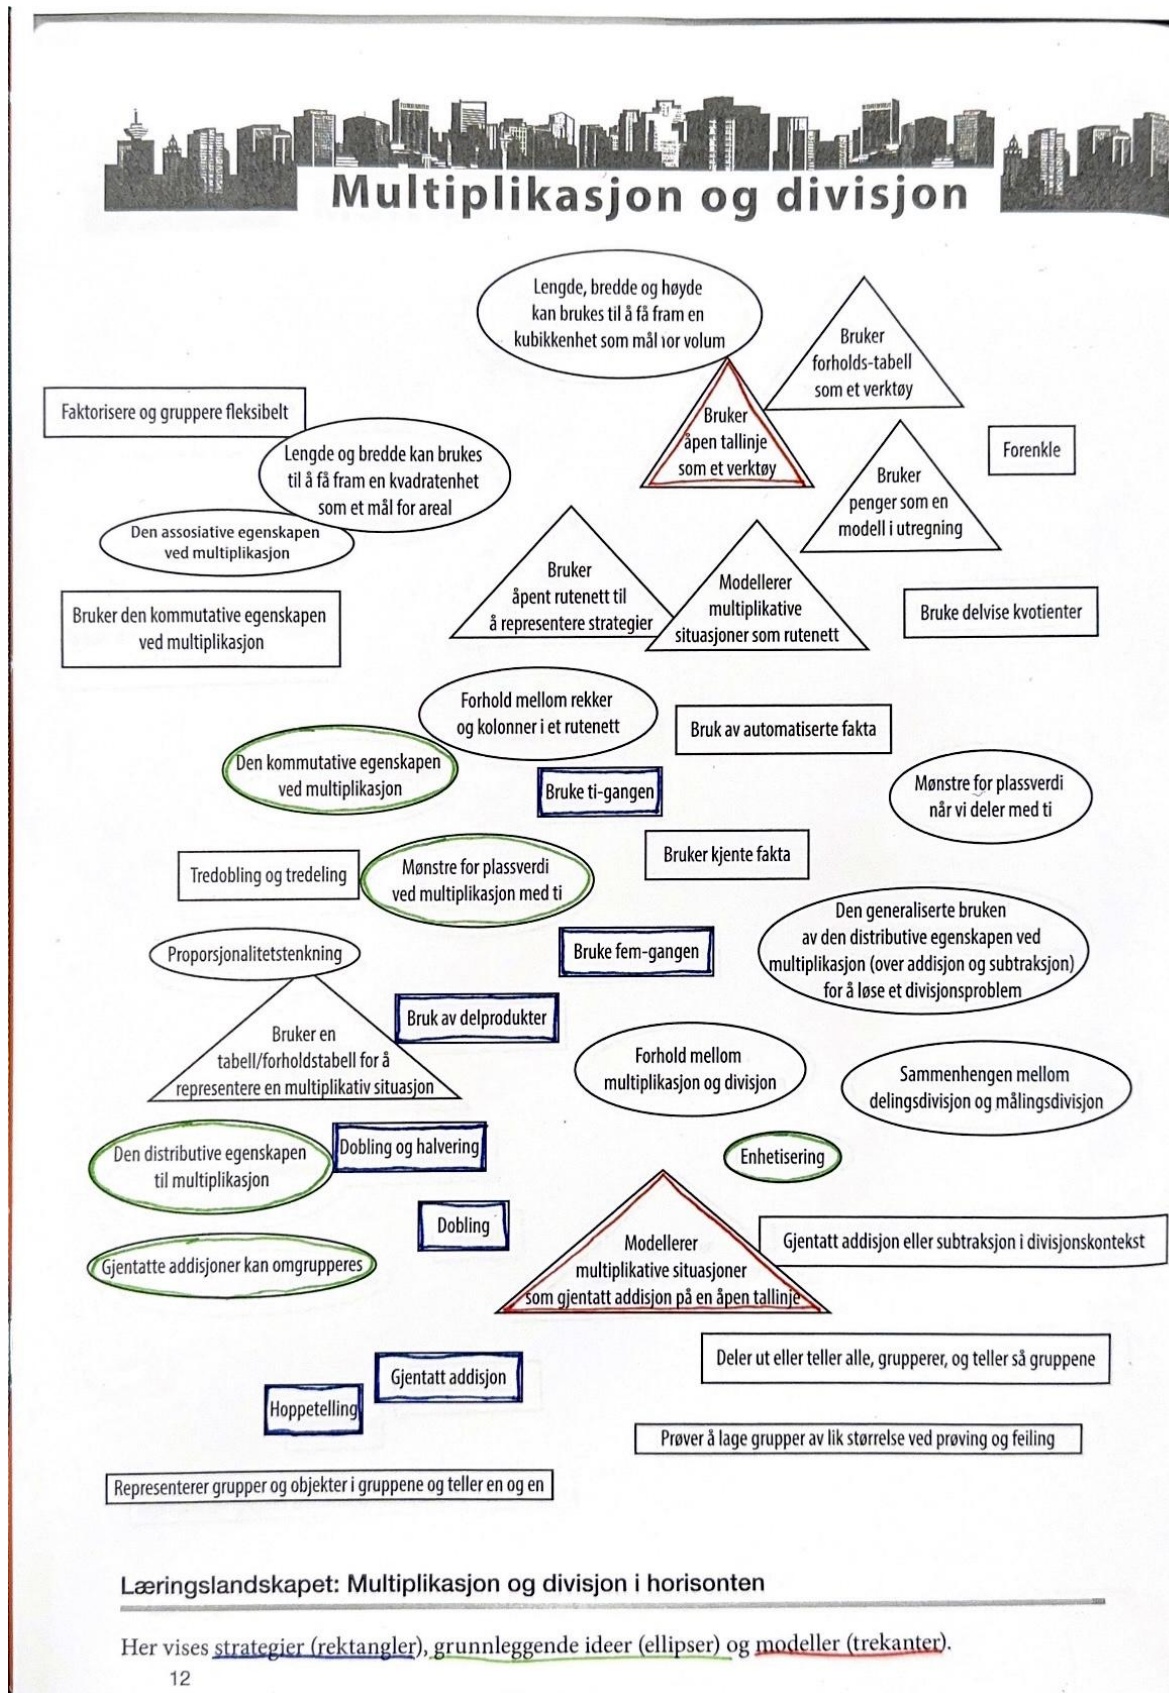 Multiplikasjon og divisjon
Lengde, bredde og høyde
kan brukes til å få fram en
kubikkenhet som mål for volum
Bruker
forholds-tabell
som et verktøy
Faktorisere og gruppere fleksibelt
Bruker
åpen tallinje
som et verktøy
Lengde og bredde kan brukes
til å få fram en kvadratenhet
som et mål for areal
Forenkle
Bruker
penger som en
modell i utregning
Den assosiative egenskapen
ved multiplikasjon
Bruker
åpent rutenett til
å representere strategier
Modellerer
multiplikative
situasjoner som rutenett
Bruker den kommutative egenskapen
ved multiplikasjon
Bruke delvise kvotienter
Forhold mellom rekker
og kolonner i et rutenett
Bruk av automatiserte fakta
Den kommutative egenskapen
ved multiplikasjon
Bruke ti-gangen
Mønstre for plassverdi
når vi deler med ti
Tredobling og tredeling
Mønstre for plassverdi
ved multiplikasjon med ti
Bruker kjente fakta
Den generaliserte bruken
av den distributive egenskapen ved
multiplikasjon (over addisjon og subtraksjon)
for å løse et divisjonsproblem
Proporsjonalitetstenkning
Bruke fem-gangen
Bruk av delprodukter
Bruker en
tabell/forholdstabell for å
representere en multiplikativ situasjon
Forhold mellom
multiplikasjon og divisjon
Sammenhengen mellom
delingsdivisjon og målingsdivisjon
Den distributive egenskapen
til multiplikasjon
Dobling og halvering
Enhetisering
Dobling
Gjentatte addisjoner kan omgrupperes
Modellerer
multiplikative situasjoner
som gjentatt addisjon på en åpen tallinje
Gjentatt addisjon eller subtraksjon i divisjonskontekst
Deler ut eller teller alle, grupperer, og teller så gruppene
Gjentatt addisjon
Hoppetelling
Prøver å lage grupper av lik størrelse ved prøving og feiling
Representerer grupper og objekter i gruppene og teller en og en
Læringslandskapet: Multiplikasjon og divisjon i horisonten
Her vises strategier (rektangler), grunnleggende ideer (ellipser) og modeller (trekanter).
12